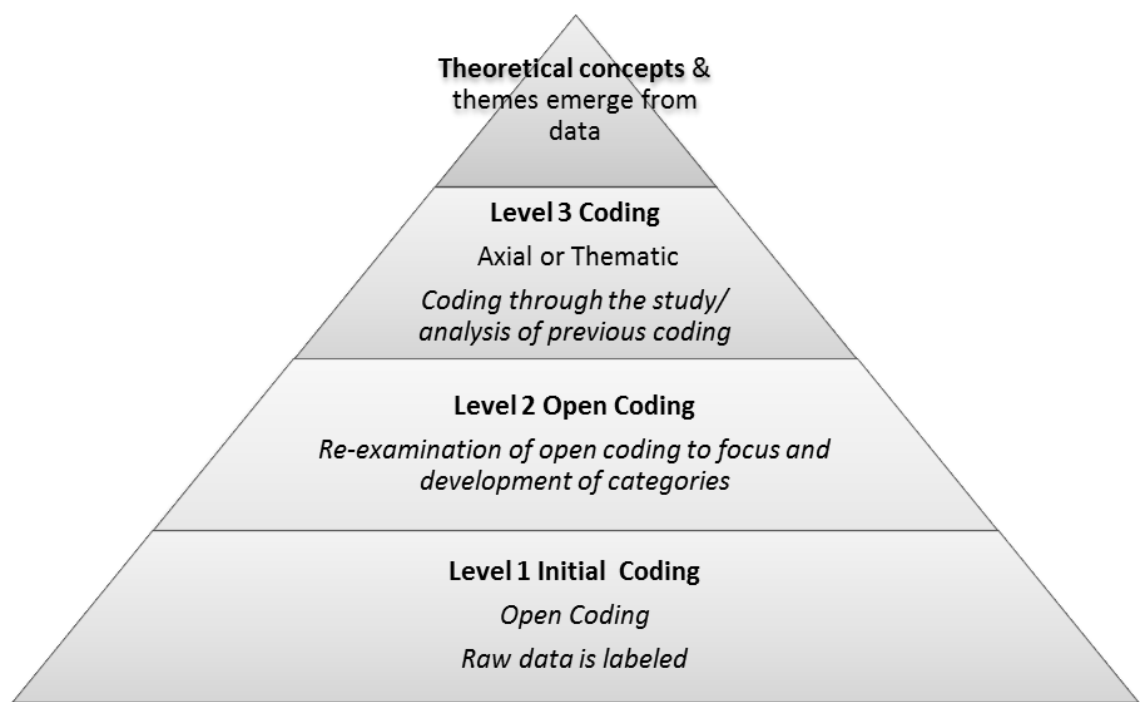 Theoretical concepts &
themes emerge from
data
Level 3 Coding
Axial or Thematic
Coding through the study/
analysis of previous coding
Level 2 Open Coding
Re-examination of open coding to focus and
development of categories
Level 1 Initial Coding
Open Coding
Raw data is labeled